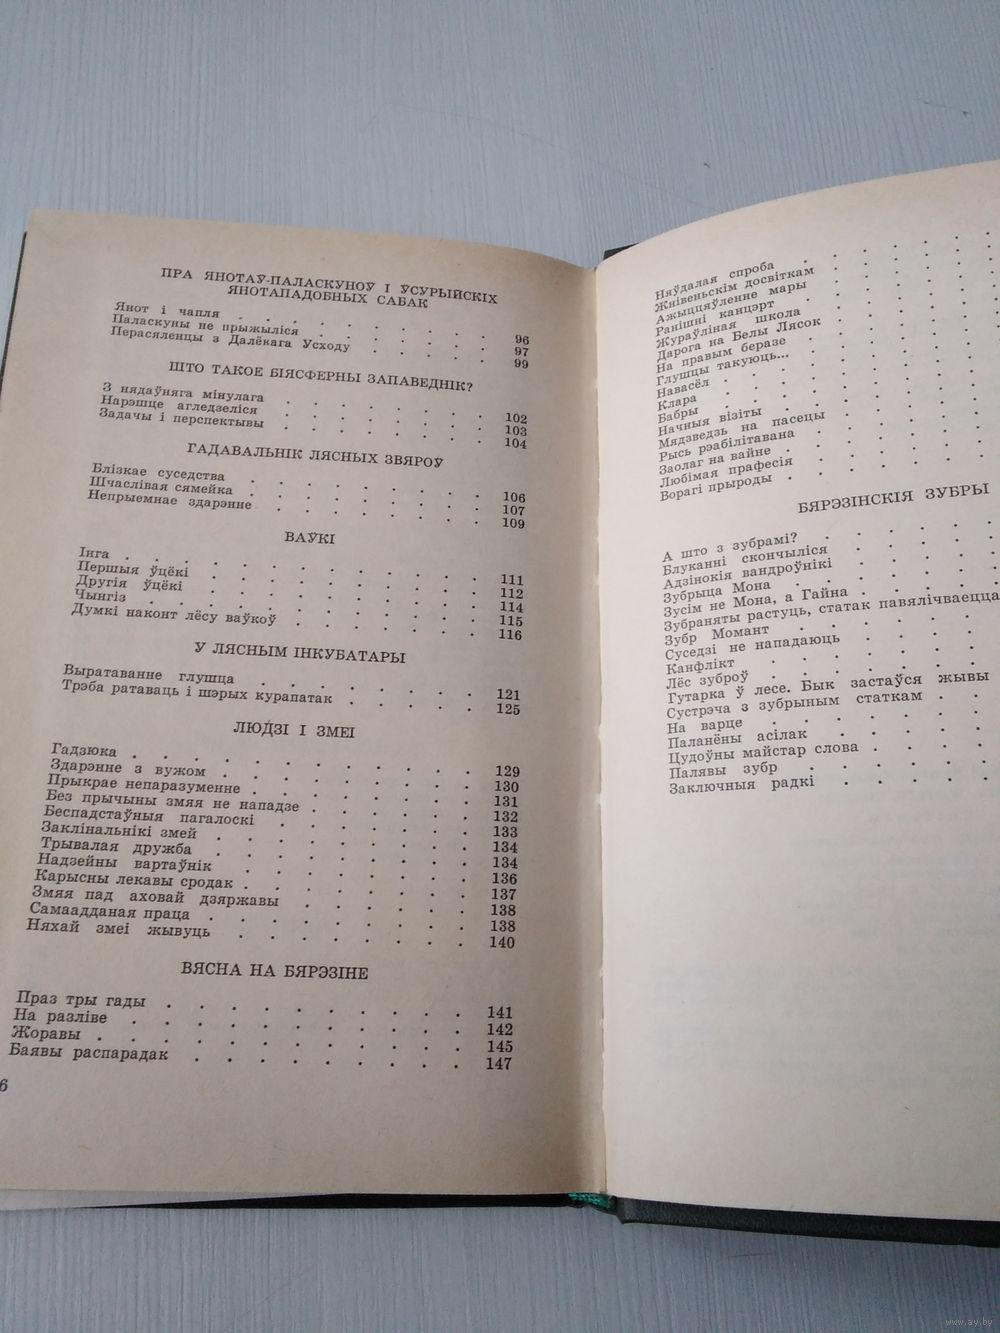 ПРА ЯНОТАЎ-ПАЛАСКУНОЎ І ЎСУРЫЙСКІХ
ЯНОТАПАДОБНЫХ САБАК
Янот і чапля . . . . . . . . 96
Паласкуны не прыжыліся . . . . . . 97
Перасяленцы з Далёкага Усходу . . . . 99
ШТО ТАКОЕ БІЯСФЕРНЫ ЗАПАВЕДНІК?
З нядаўняга мінулага . . . . . . . 102
Нарэшце агледзеліся . . . . . . . 103
Задачы і перспектывы . . . . . . 104
ГАДАВАЛЬНІК ЛЯСНЫХ ЗВЯРОЎ
Блізкае суседства . . . . . . . . 106
Шчаслівая сямейка . . . . . . . . 107
Непрыемнае здарэнне . . . . . . . 109
ВАЎКІ
Інга . . . . . . . . . . . 111
Першыя ўцёкі . . . . . . . . . 112
Другія ўцёкі . . . . . . . . . 114
Чынгіз . . . . . . . . . . . 115
Думкі наконт лёсу ваўкоў . . . . . . 116
У ЛЯСНЫМ ІНКУБАТАРЫ
Выратаванне глушца . . . . . . . 121
Трэба ратаваць і шэрых курапатак . . . . 125
ЛЮДЗІ І ЗМЕІ
Гадзюка . . . . . . . . . . . 129
Здарэнне з вужом . . . . . . . . 130
Прыкрае непаразуменне . . . . . . . 131
Без прычыны змяя не нападзе . . . . . 132
Беспадстаўныя пагалоскі . . . . . . 133
Заклінальнікі змей . . . . . . . . 134
Трывалая дружба . . . . . . . . 134
Надзейны вартаўнік . . . . . . . . 136
Карысны лекавы сродак . . . . . . . 137
Змяя пад аховай дзяржавы . . . . . 138
Самаадданая праца . . . . . . . . 138
Няхай змеі жывуць . . . . . . . 140
ВЯСНА НА БЯРЭЗІНЕ
Праз тры гады . . . . . . . . . 141
На разліве . . . . . . . . . . 142
Жоравы . . . . . . . . . . . 145
Баявы распарадак . . . . . . . . 147
6
Няўдалая спроба . . . . . .
Жнівеньскім досвіткам . . . . .
Ажыццяўленне мары . . . . .
Ранішні канцэрт . . . . . .
Жураўліная школа . . . . .
Дарога на Белы Лясок . . . . .
На правым беразе . . . . .
Глушцы такуюць... . . . . .
Навасёл . . . . . . .
Клара . . . . . . .
Бабры . . . . . . .
Начныя візіты . . . . . .
Мядзведзь на пасецы . . . . .
Рысь рэабілітавана . . . . .
Заолаг на вайне . . . . . .
Любімая прафесія . . . . .
Ворагі прыроды . . . . . .
БЯРЭЗІНСКІЯ ЗУБРЫ
А што з зубрамі? . . . . .
Блуканні скончыліся . . . . .
Адзінокія вандроўнікі . . . . .
Зубрыца Мона . . . . . .
Зусім не Мона, а Гайна . . . . .
Зубраняты растуць, статак павялічваецца
Зубр Момант . . . . . .
Суседзі не нападаюць . . . . .
Канфлікт . . . . . . .
Лёс зуброў . . . . . . .
Гутарка ў лесе. Бык застаўся жывы
Сустрэча з зубрыным статкам . .
На варце . . . . . . .
Паланёны асілак . . . . .
Цудоўны майстар слова . . . .
Палявы зубр . . . . . .
Заключныя радкі . . . . .
www.ay.by